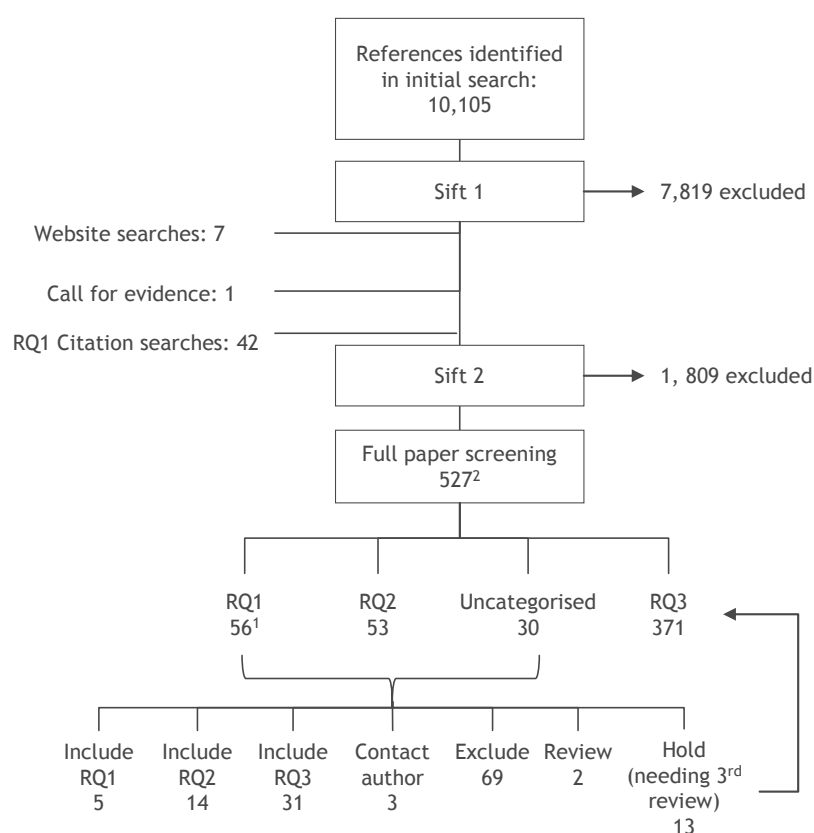 References identified
in initial search:
10,105
Sift 1
7,819 excluded
Website searches: 7
Call for evidence: 1
RQ1 Citation searches: 42
Sift 2
1, 809 excluded
Full paper screening
527²
RQ1
56¹
RQ2
53
Uncategorised
30
RQ3
371
Include
RQ1
5
Include
RQ2
14
Include
RQ3
31
Contact
author
3
Exclude
69
Review
2
Hold
(needing 3rd
review)
13